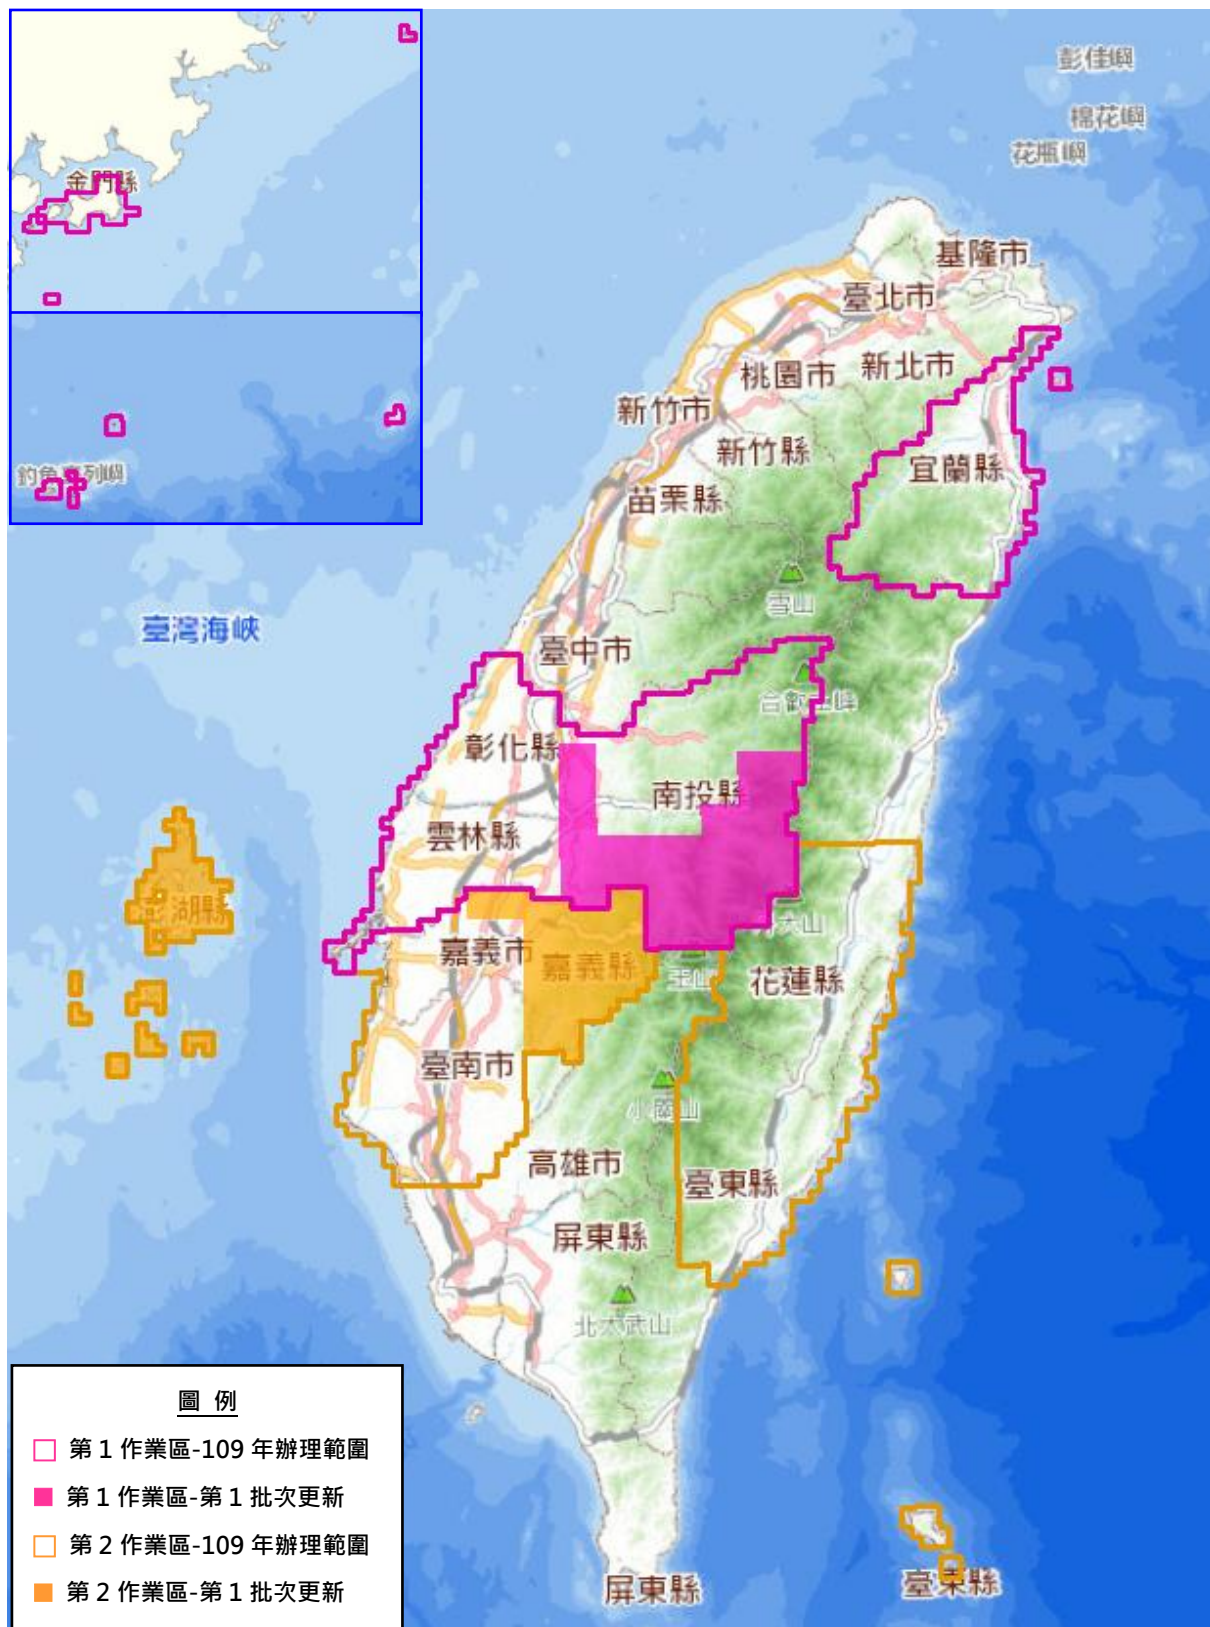 彭佳嶼
棉花嶼
花瓶嶼
金門縣
基隆市
臺北市
新北市
桃園市
新竹市
新竹縣
宜蘭縣
苗栗縣
雪山
臺灣海峽
臺中市
彰化縣
南投縣
雲林縣
嘉義市
嘉義縣
玉山
花蓮縣
臺南市
高雄市
臺東縣
屏東縣
北大武山
圖 例
第 1 作業區-109 年辦理範圍
第 1 作業區-第 1 批次更新
第 2 作業區-109 年辦理範圍
第 2 作業區-第 1 批次更新
屏東縣
臺東縣